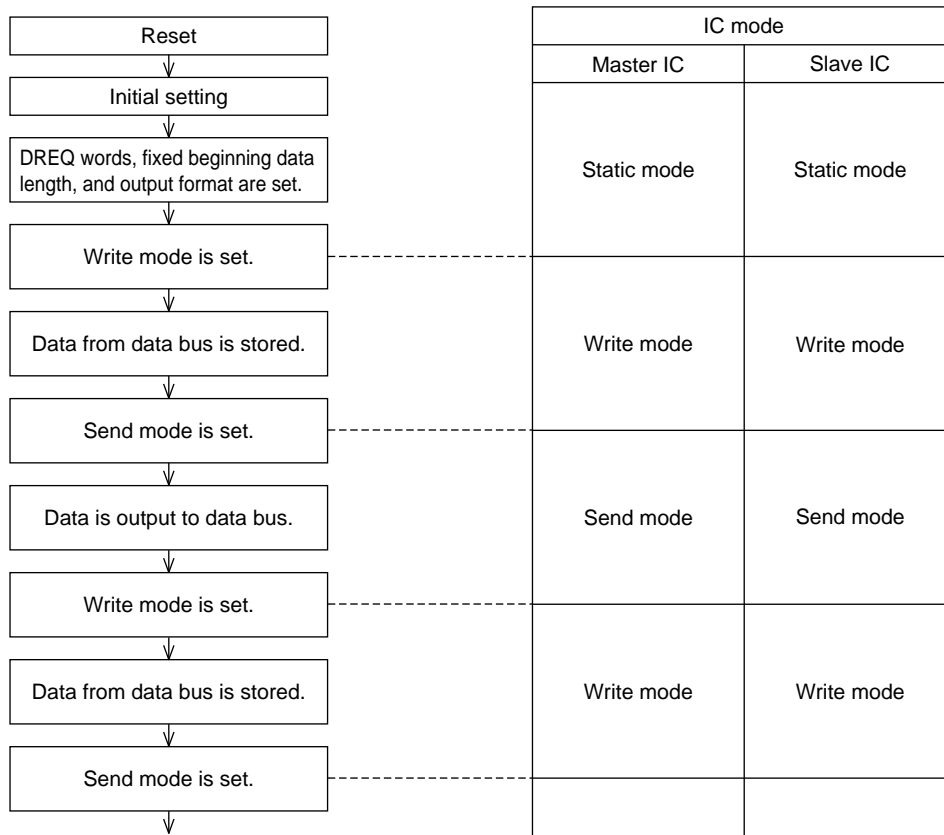 Reset
Initial setting
DREQ words, fixed beginning data
length, and output format are set.
Write mode is set.
Data from data bus is stored.
Send mode is set.
Data is output to data bus.
Write mode is set.
Data from data bus is stored.
Send mode is set.
IC mode
Master IC Slave IC
Static mode Static mode
Write mode Write mode
Send mode Send mode
Write mode Write mode